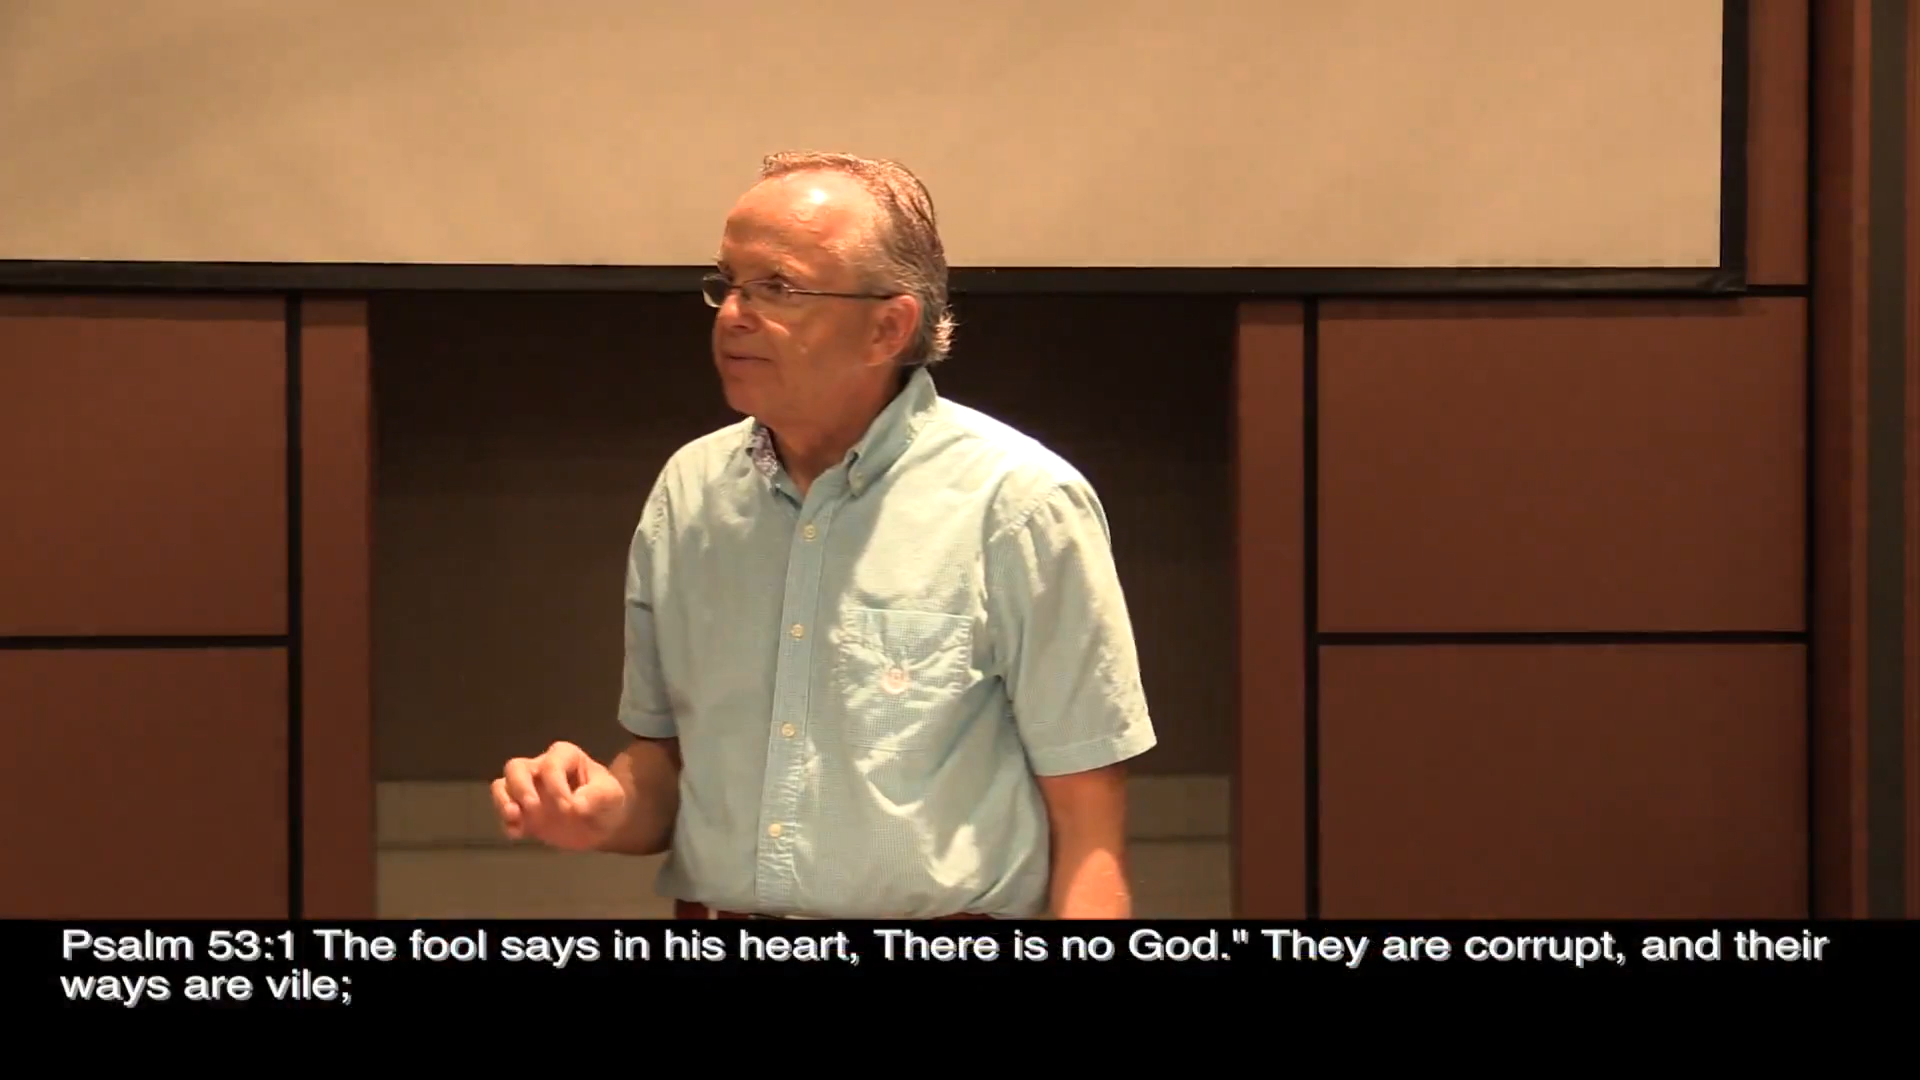 Psalm 53:1 The fool says in his heart, There is no God." They are corrupt, and their
ways are vile;